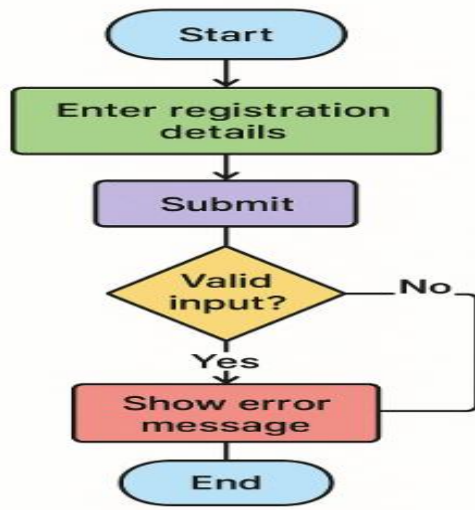 Start
Enter registration
details
Submit
Valid
input?
No
Yes
Show error
message
End